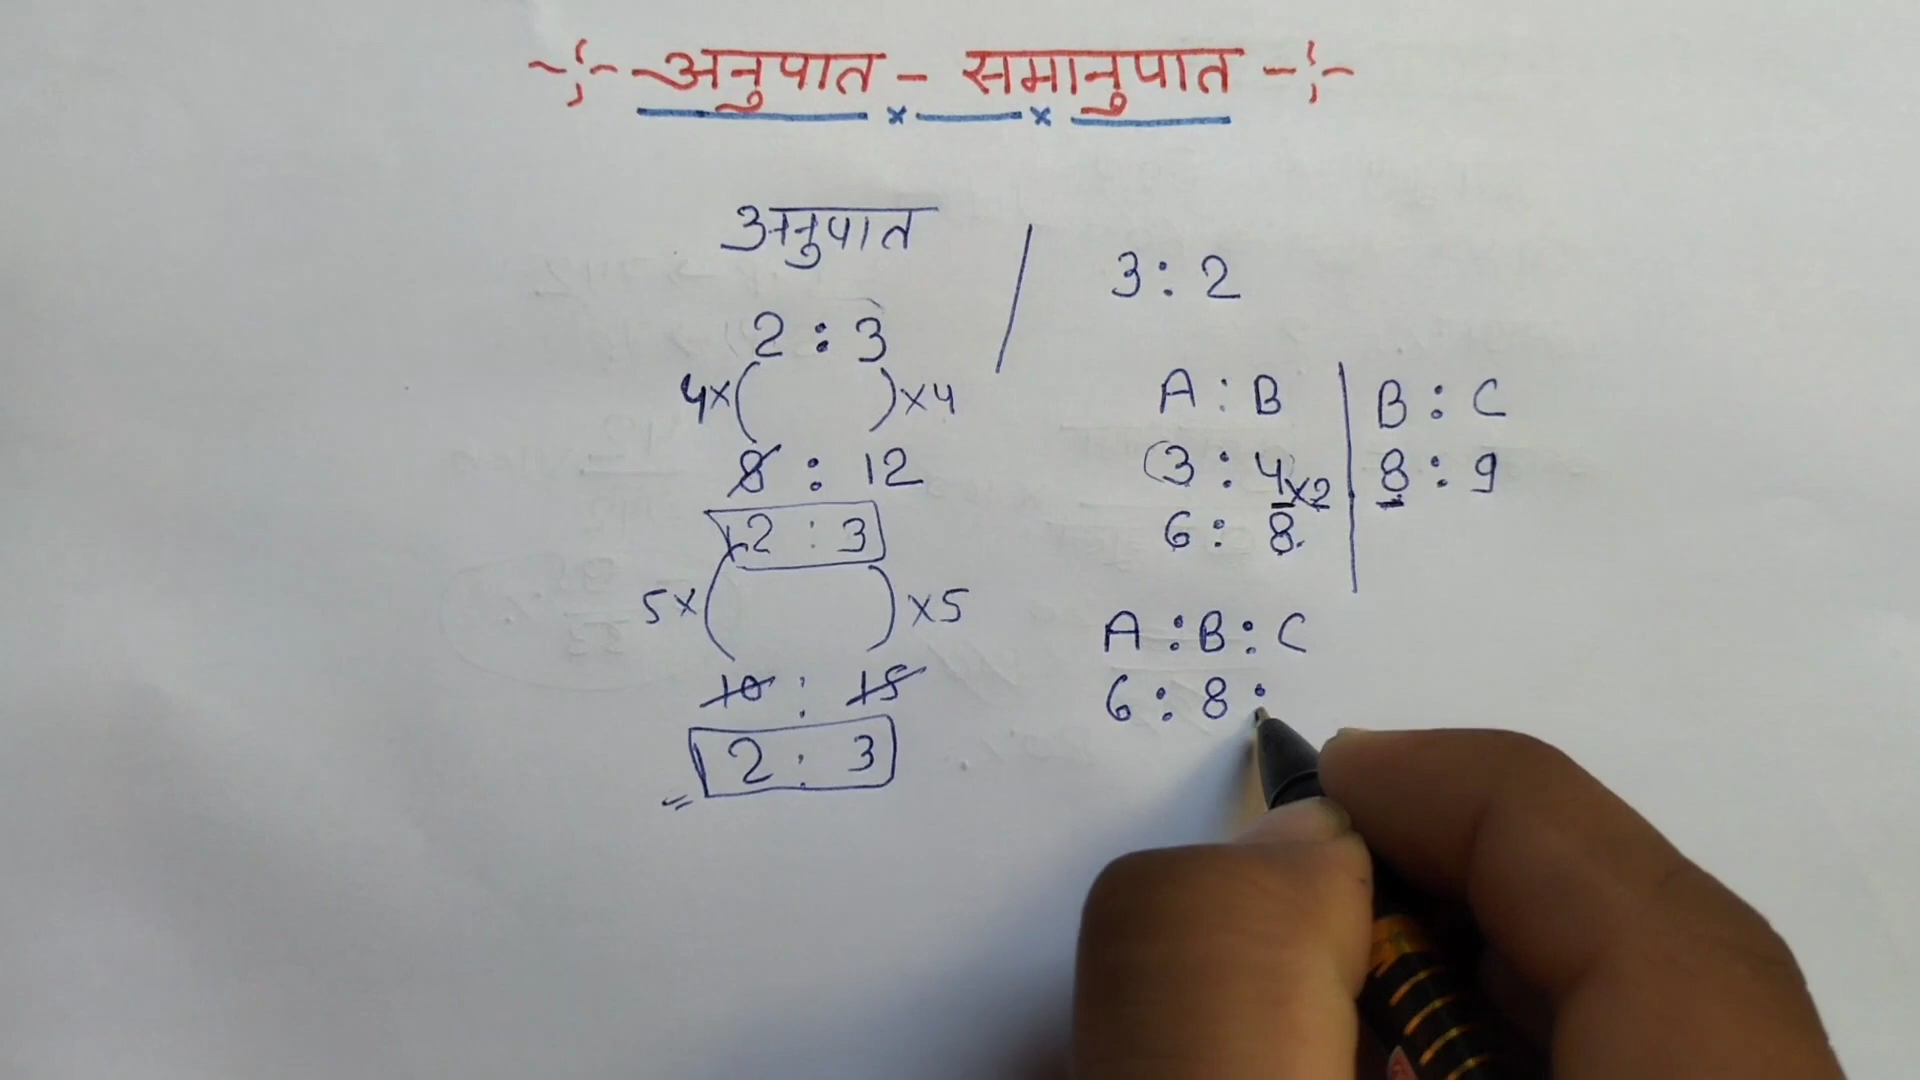 अनुपात - समानुपात
अनुपात
2 : 3
4× ( ) ×4
8 : 12
2 : 3
5× ( ) ×5
10 : 15
2 : 3
=
3 : 2
A : B | B : C
3 : 4 ×2 | 8 : 9
6 : 8
A : B : C
6 : 8 :